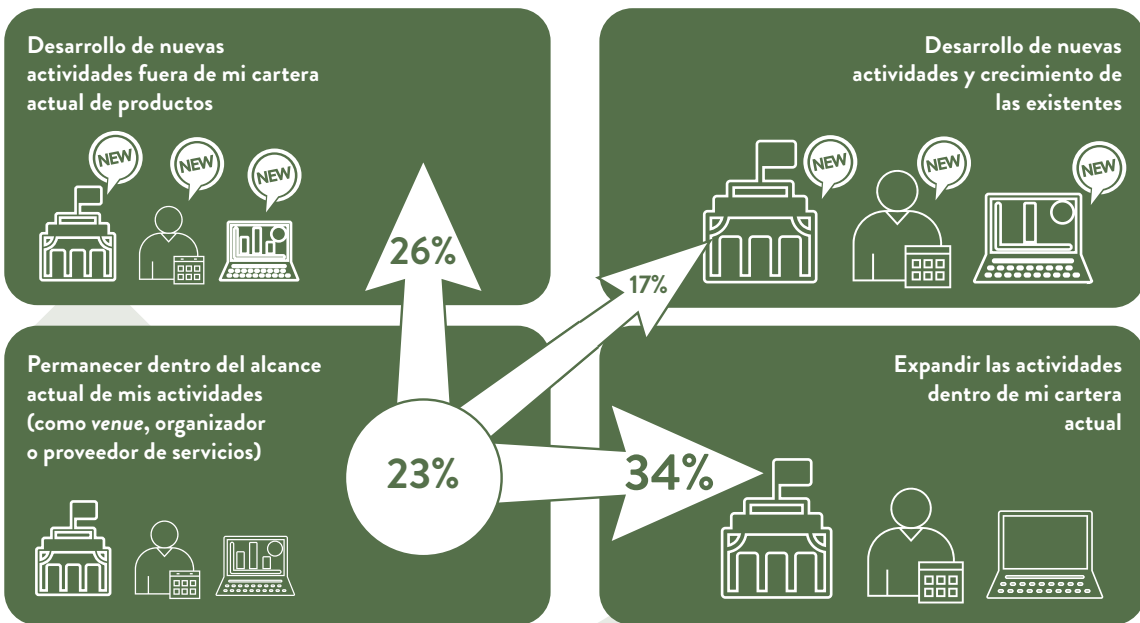 Desarrollo de nuevas
actividades fuera de mi cartera
actual de productos
NEW
NEW
NEW
26%
Desarrollo de nuevas
actividades y crecimiento de
las existentes
NEW
NEW
NEW
17%
Permanecer dentro del alcance
actual de mis actividades
(como venue, organizador
o proveedor de servicios)
23%
Expandir las actividades
dentro de mi cartera
actual
34%